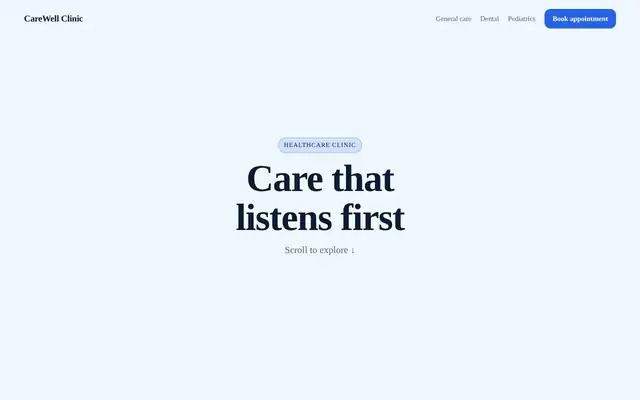 CareWell Clinic
General care Dental Pediatrics Book appointment
HEALTHCARE CLINIC
Care that
listens first
Scroll to explore ↓